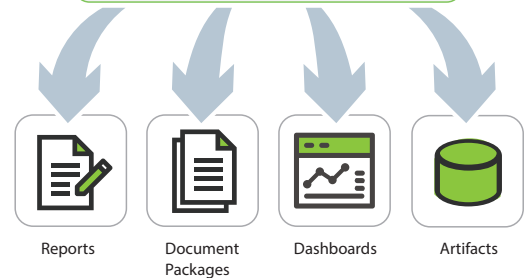 Reports
Document
Packages
Dashboards
Artifacts